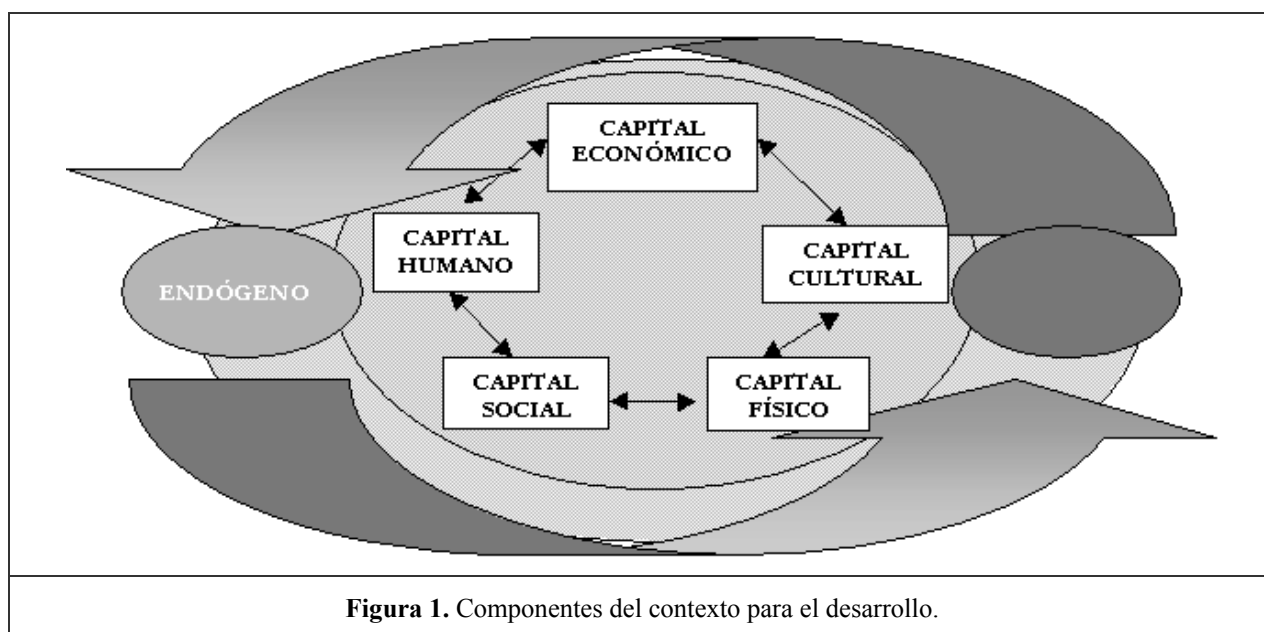 CAPITAL
ECONÓMICO
CAPITAL
HUMANO
CAPITAL
CULTURAL
ENDÓGENO
CAPITAL
SOCIAL
CAPITAL
FÍSICO
Figura 1. Componentes del contexto para el desarrollo.